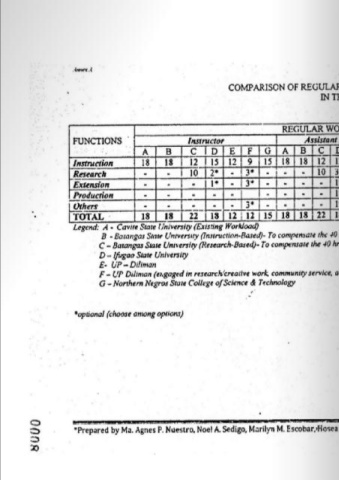 Annex A
COMPARISON OF REGULAR
IN T
FUNCTIONS REGULAR WO
Instructor Assistant
A B C D E F G A B C D
Instruction 18 18 12 15 12 9 15 18 18 12 1
Research - - 10 2* - 3* - - - 10
Extension - - - 1* - 3* - - - - 1
Production - - - - - - - - - - 1
Others - - - - - 3* - - - - 1
TOTAL 18 18 22 18 12 12 15 18 18 22 1
Legend: A - Cavite State University (Existing Workload)
B - Batangas State University (Instruction-Based)- To compensate the 40
C - Batangas State University (Research-Based)- To compensate the 40 hr
D - Ifugao State University
E- UP - Diliman
F - UP Diliman (engaged in research/creative work, community service, a
G - Northern Negros State College of Science & Technology
*optional (choose among options)
0008
*Prepared by Ma. Agnes P. Nuestro, Noel A. Sedigo, Marilyn M. Escobar, Hosea